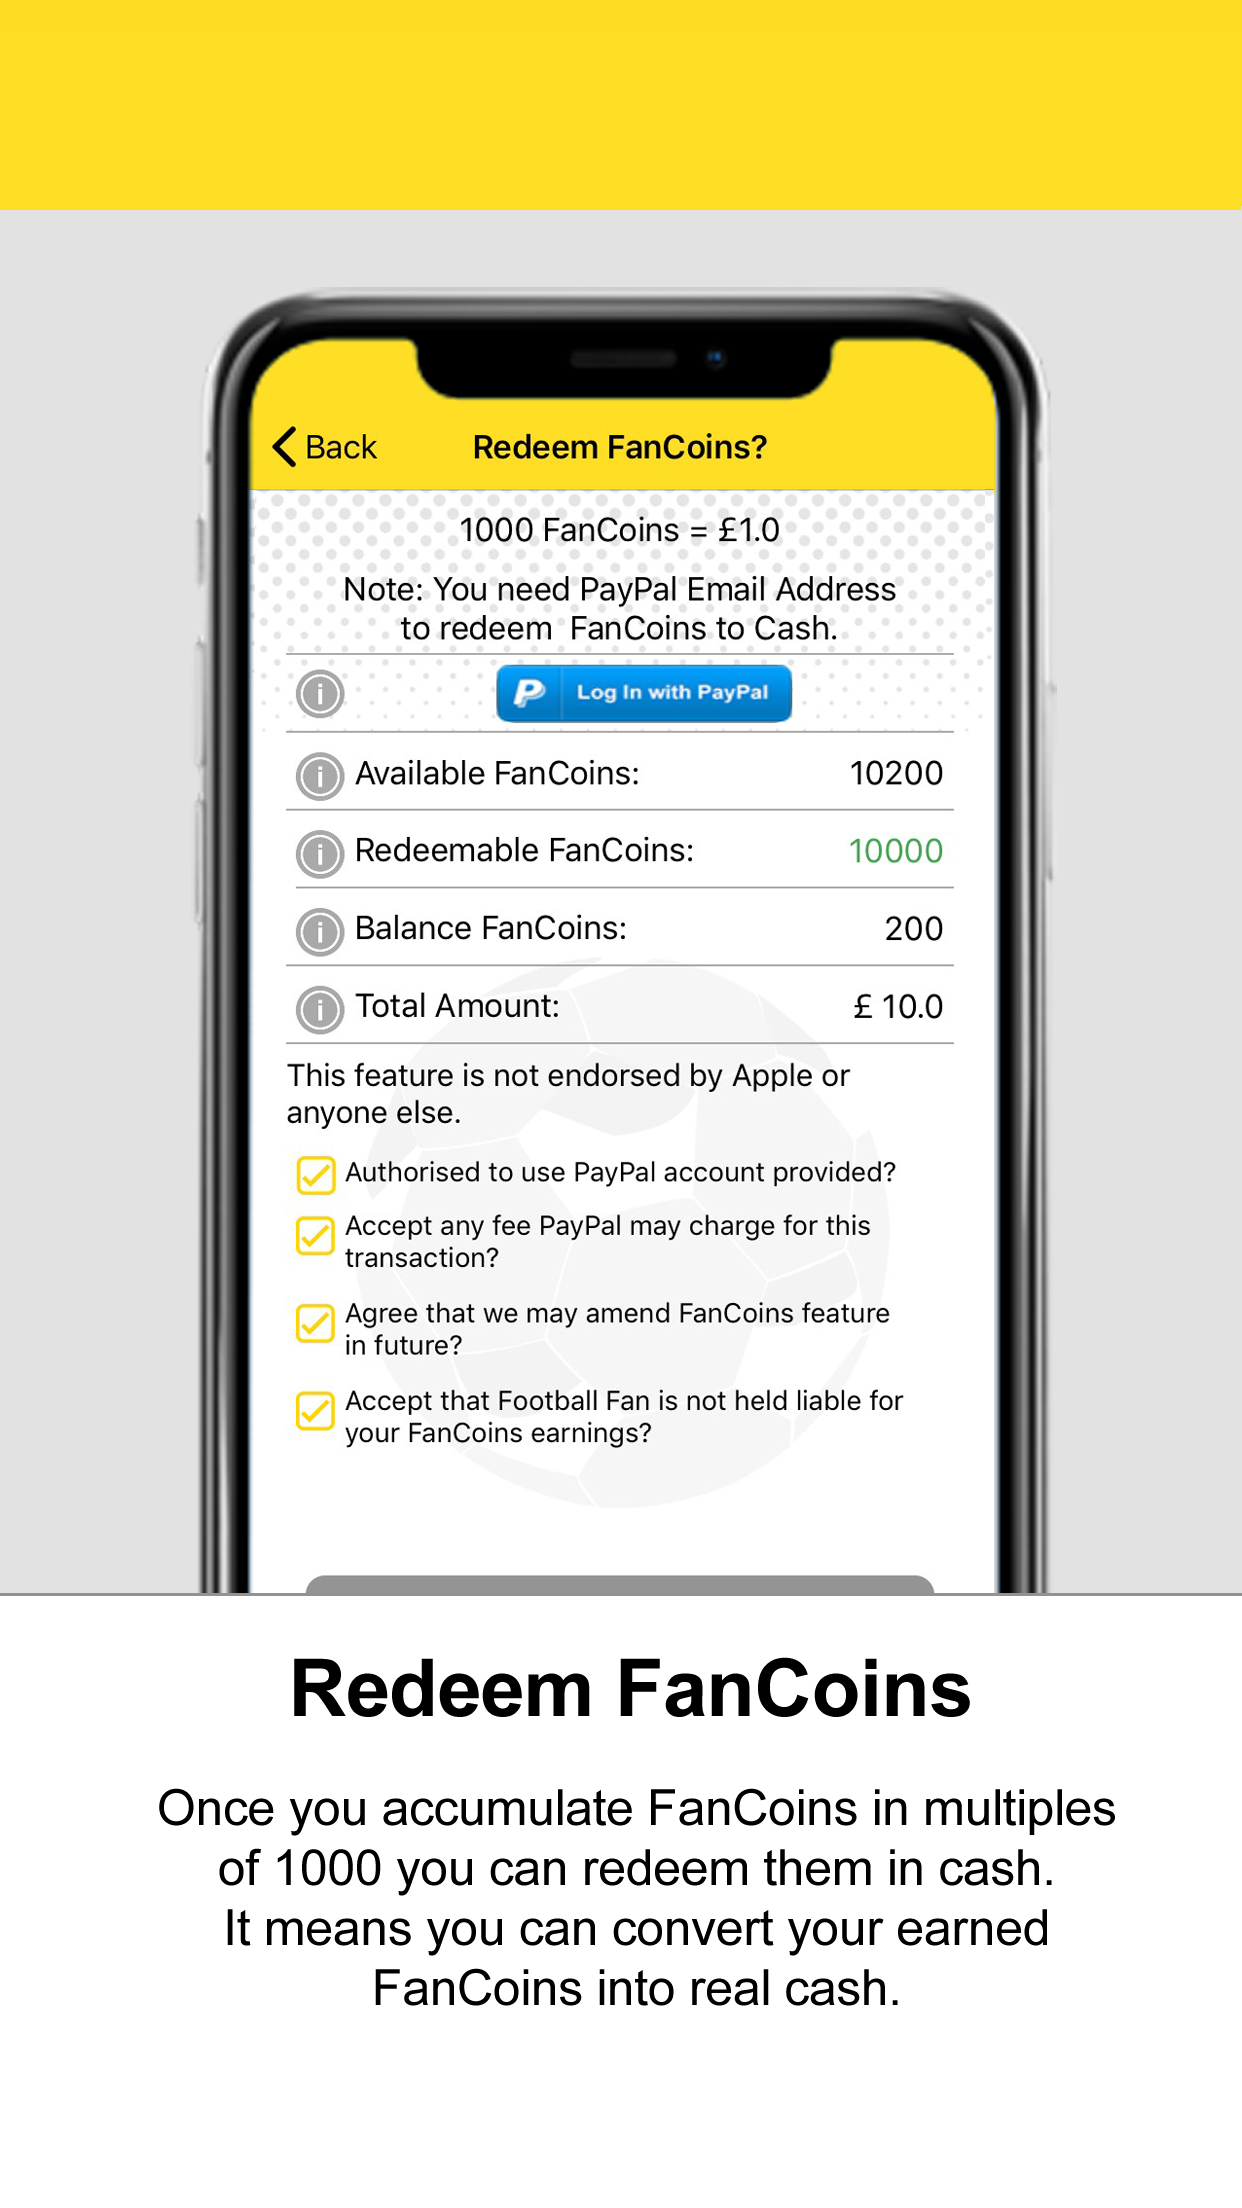 Back
Redeem FanCoins?
1000 FanCoins = £1.0
Note: You need PayPal Email Address
to redeem FanCoins to Cash.
Log In with PayPal
Available FanCoins: 10200
Redeemable FanCoins: 10000
Balance FanCoins: 200
Total Amount: £ 10.0
This feature is not endorsed by Apple or
anyone else.
Authorised to use PayPal account provided?
Accept any fee PayPal may charge for this
transaction?
Agree that we may amend FanCoins feature
in future?
Accept that Football Fan is not held liable for
your FanCoins earnings?
Redeem FanCoins
Once you accumulate FanCoins in multiples
of 1000 you can redeem them in cash.
It means you can convert your earned
FanCoins into real cash.